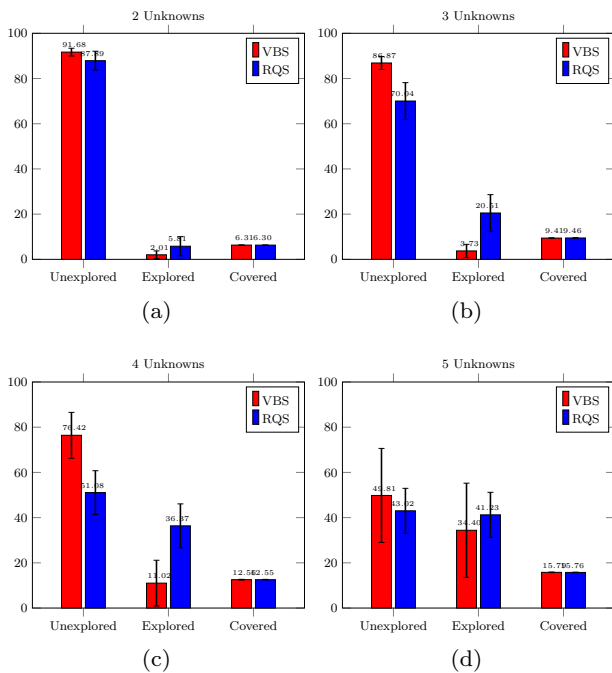 2 Unknowns
100
80
60
40
20
0
91.68
87.89
2.01
5.81
6.31
6.30
VBS
RQS
Unexplored
Explored
Covered
(a)
3 Unknowns
100
80
60
40
20
0
86.87
70.04
3.73
20.51
9.41
9.46
VBS
RQS
Unexplored
Explored
Covered
(b)
4 Unknowns
100
80
60
40
20
0
76.42
51.08
11.02
36.37
12.56
12.55
VBS
RQS
Unexplored
Explored
Covered
(c)
5 Unknowns
100
80
60
40
20
0
49.81
43.02
34.40
41.23
15.79
15.76
VBS
RQS
Unexplored
Explored
Covered
(d)